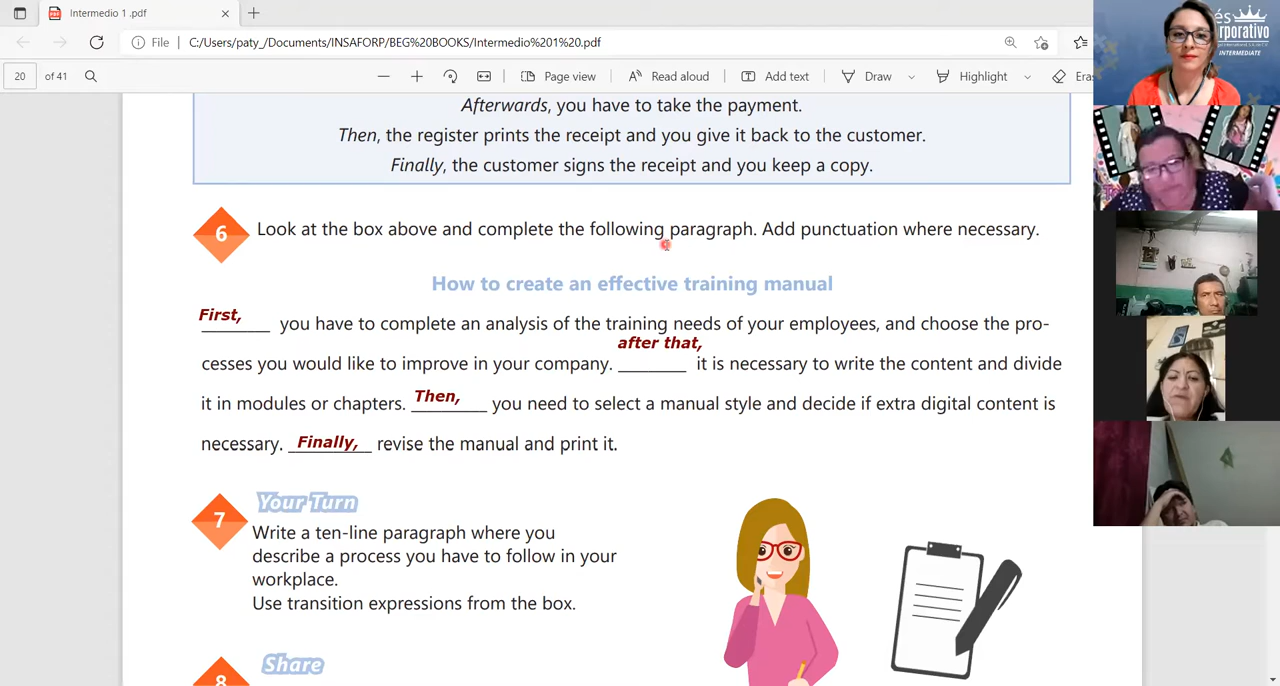 Intermedio 1 .pdf
File C:/Users/paty_/Documents/INSAFORP/BEG%20BOOKS/Intermedio%201%20.pdf
20 of 41 Page view Read aloud Add text Draw Highlight Eras
és
rporativo
INTERMEDIATE
Afterwards, you have to take the payment.
Then, the register prints the receipt and you give it back to the customer.
Finally, the customer signs the receipt and you keep a copy.
6 Look at the box above and complete the following paragraph. Add punctuation where necessary.
How to create an effective training manual
First, you have to complete an analysis of the training needs of your employees, and choose the pro-
cesses you would like to improve in your company. after that, it is necessary to write the content and divide
it in modules or chapters. Then, you need to select a manual style and decide if extra digital content is
necessary. Finally, revise the manual and print it.
7 Your Turn
Write a ten-line paragraph where you
describe a process you have to follow in your
workplace.
Use transition expressions from the box.
8 Share